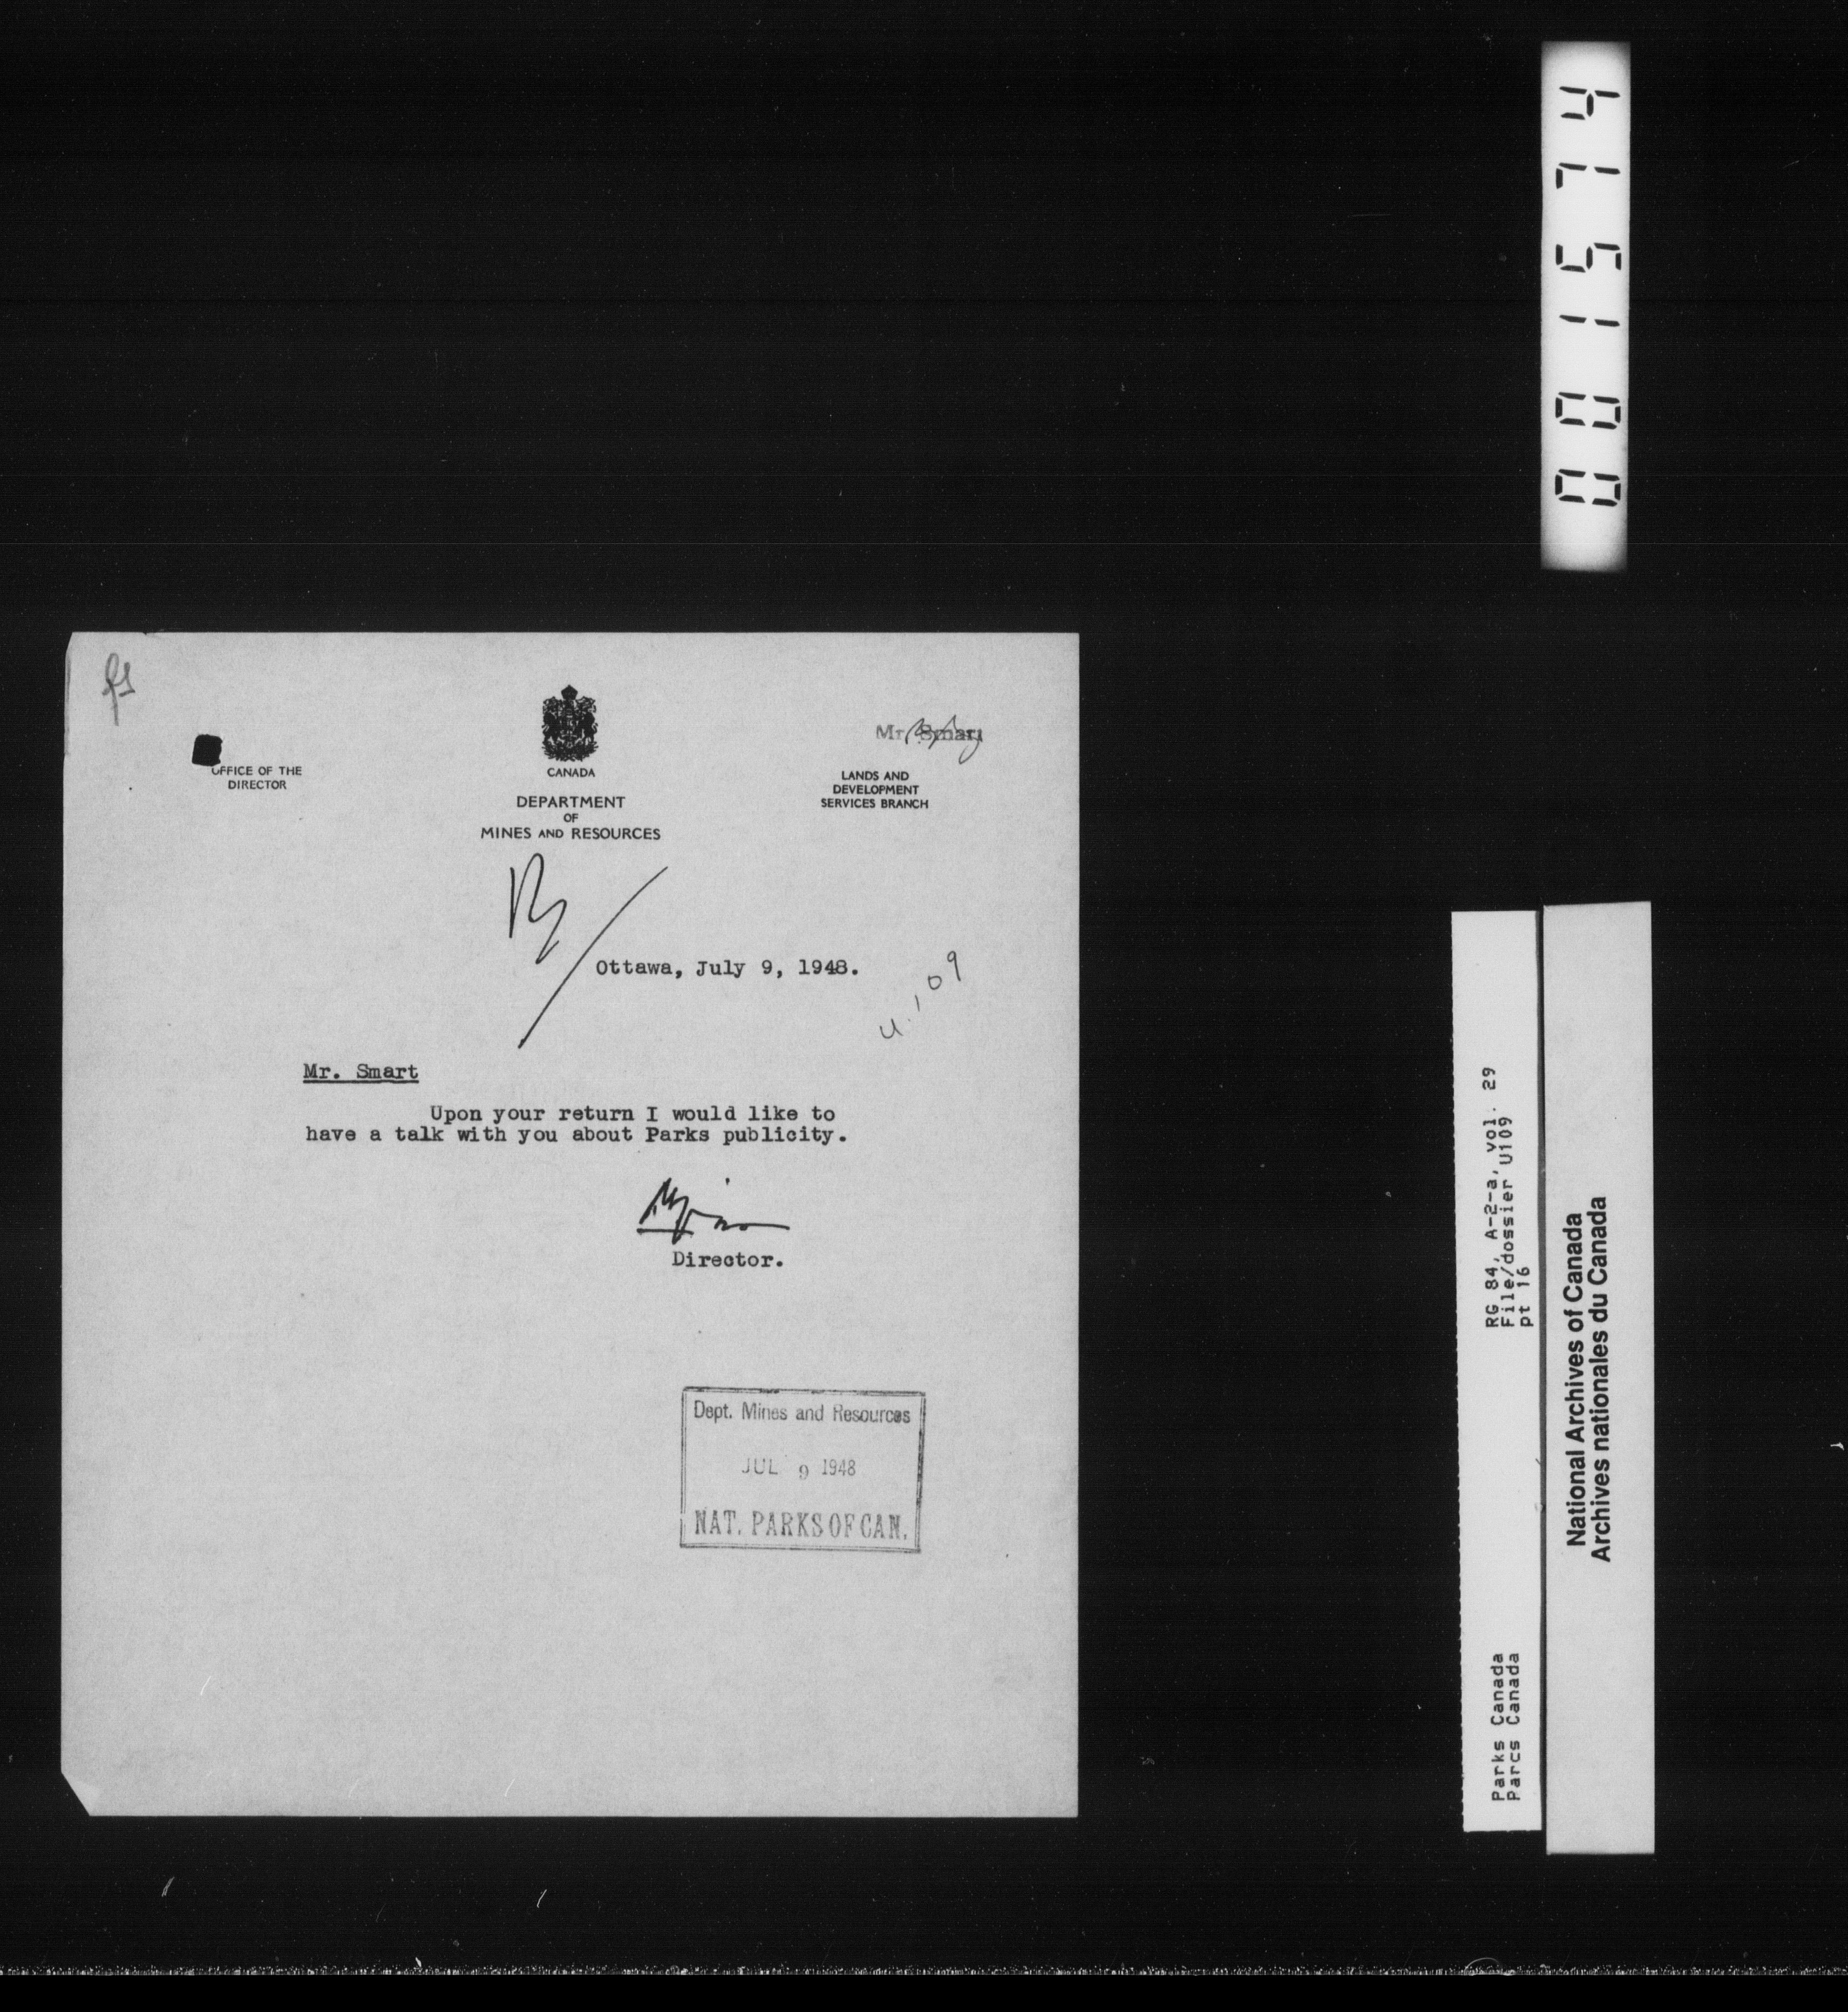 OFFICE OF THE
DIRECTOR
CANADA
DEPARTMENT
OF
MINES AND RESOURCES
Mr. Smart
LANDS AND
DEVELOPMENT
SERVICES BRANCH
Ottawa, July 9, 1948.
U.109
Mr. Smart
Upon your return I would like to
have a talk with you about Parks publicity.
Director.
Dept. Mines and Resources
JUL 9 1948
NAT. PARKS OF CAN.
001574
RG 84, A-2-a, vol. 29
File/dossier U109
pt 16
Parks Canada
Parcs Canada
National Archives of Canada
Archives nationales du Canada